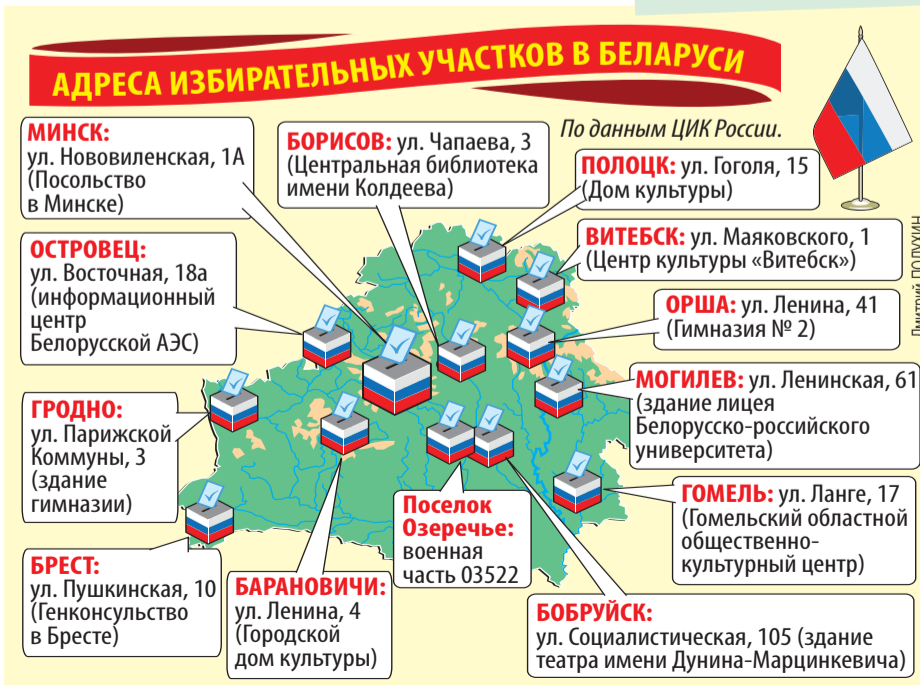 АДРЕСА ИЗБИРАТЕЛЬНЫХ УЧАСТКОВ В БЕЛАРУСИ
По данным ЦИК России.
МИНСК:
ул. Нововиленская, 1А
(Посольство
в Минске)
БОРИСОВ: ул. Чапаева, 3
(Центральная библиотека
имени Колдеева)
ПОЛОЦК: ул. Гоголя, 15
(Дом культуры)
ОСТРОВЕЦ:
ул. Восточная, 18а
(информационный
центр
Белорусской АЭС)
ВИТЕБСК: ул. Маяковского, 1
(Центр культуры «Витебск»)
ОРША: ул. Ленина, 41
(Гимназия № 2)
ГРОДНО:
ул. Парижской
Коммуны, 3
(здание
гимназии)
МОГИЛЕВ: ул. Ленинская, 61
(здание лицея
Белорусско-российского
университета)
БРЕСТ:
ул. Пушкинская, 10
(Генконсульство
в Бресте)
БАРАНОВИЧИ:
ул. Ленина, 4
(Городской
дом культуры)
Поселок
Озеречье:
военная
часть 03522
ГОМЕЛЬ: ул. Ланге, 17
(Гомельский областной
общественно-
культурный центр)
БОБРУЙСК:
ул. Социалистическая, 105 (здание
театра имени Дунина-Марцинкевича)
Дмитрий ПОЛУХИН